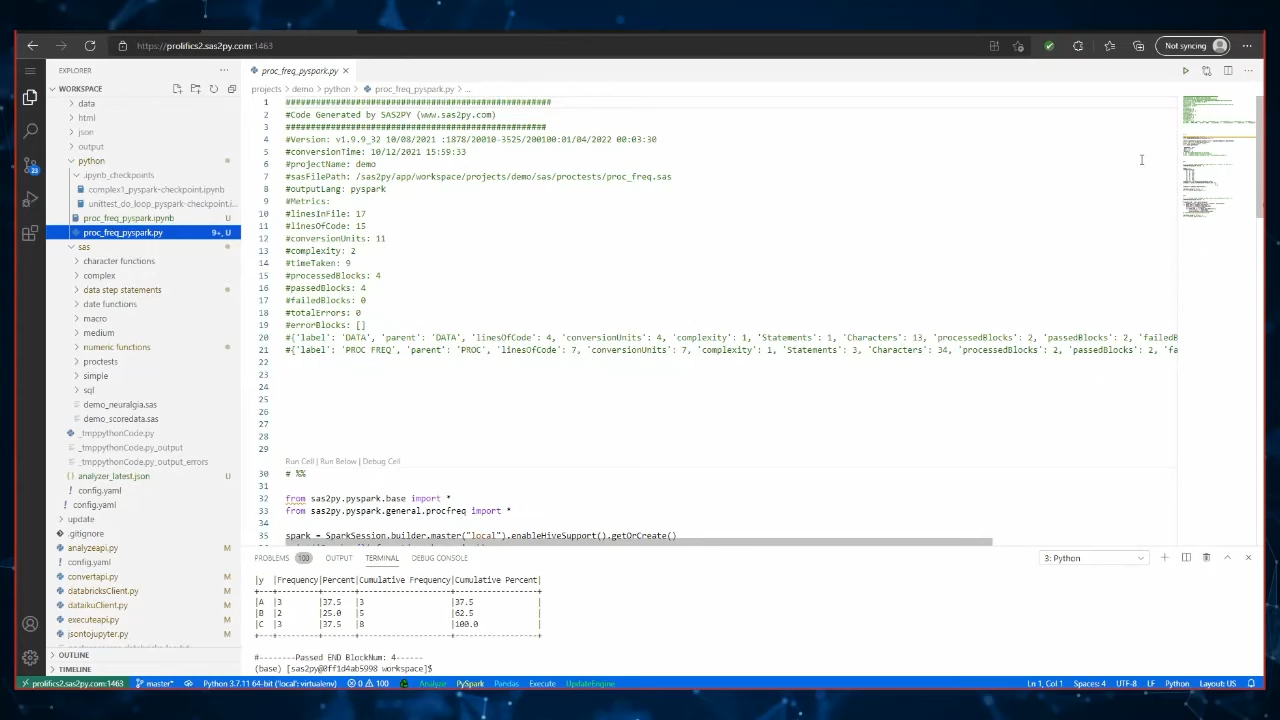 https://prolifics2.sas2py.com:1463
Not syncing
EXPLORER
WORKSPACE
data
html
json
output
python
.ipynb_checkpoints
complex1_pyspark-checkpoint.ipynb
unittest_do_loop_pyspark-checkpoint.i...
proc_freq_pyspark.ipynb U
proc_freq_pyspark.py 9+, U
sas
character functions
complex
data step statements
date functions
macro
medium
numeric functions
proctests
simple
sql
demo_neuralgia.sas
demo_scoredata.sas
_tmppythonCode.py
_tmppythonCode.py_output
_tmppythonCode.py_output_errors
analyzer_latest.json U
config.yaml
config.yaml
update
.gitignore
analyzeapi.py M
config.yaml
convertapi.py M
databricksClient.py M
dataikuClient.py M
executeapi.py M
jsontojupyter.py M
OUTLINE
TIMELINE
23
proc_freq_pyspark.py
projects > demo > python > proc_freq_pyspark.py > ...
1 ####################################################
2 #Code Generated by SAS2PY (www.sas2py.com)
3 ###################################################
4 #Version: v1.9.9_32 10/08/2021 :1878/20010-3525/200100:01/04/2022 00:03:30
5 #conversionTime: 10/12/2021 15:59:33
6 #projectName: demo
7 #sasFilePath: /sas2py/app/workspace/projects/demo/sas/proctests/proc_freq.sas
8 #outputLang: pyspark
9 #Metrics:
10 #linesInFile: 17
11 #linesOfCode: 15
12 #conversionUnits: 11
13 #complexity: 2
14 #timeTaken: 9
15 #processedBlocks: 4
16 #passedBlocks: 4
17 #failedBlocks: 0
18 #totalErrors: 0
19 #errorBlocks: []
20 #{'label': 'DATA', 'parent': 'DATA', 'linesOfCode': 4, 'conversionUnits': 4, 'complexity': 1, 'Statements': 1, 'Characters': 13, 'processedBlocks': 2, 'passedBlocks': 2, 'failedB
21 #{'label': 'PROC FREQ', 'parent': 'PROC', 'linesOfCode': 7, 'conversionUnits': 7, 'complexity': 1, 'Statements': 3, 'Characters': 34, 'processedBlocks': 2, 'passedBlocks': 2, 'fa
22
23
24
25
26
27
28
29
Run Cell | Run Below | Debug Cell
30 # %%
31
32 from sas2py.pyspark.base import *
33 from sas2py.pyspark.general.procfreq import *
34
35 spark = SparkSession.builder.master("local").enableHiveSupport().getOrCreate()
PROBLEMS 100 OUTPUT TERMINAL DEBUG CONSOLE 3: Python
|y |Frequency|Percent|Cumulative Frequency|Cumulative Percent|
+---+---------+-------+--------------------+------------------+
|A |3 |37.5 |3 |37.5 |
|B |2 |25.0 |5 |62.5 |
|C |3 |37.5 |8 |100.0 |
+---+---------+-------+--------------------+------------------+
#--------Passed END BlockNum: 4------
(base) [sas2py@0ff1d4ab5998 workspace]$
prolifics2.sas2py.com:1463 master* Python 3.7.11 64-bit ('local': virtualenv) 0 100 Analyze PySpark Pandas Execute UpdateEngine Ln 1, Col 1 Spaces: 4 UTF-8 LF Python Layout: US